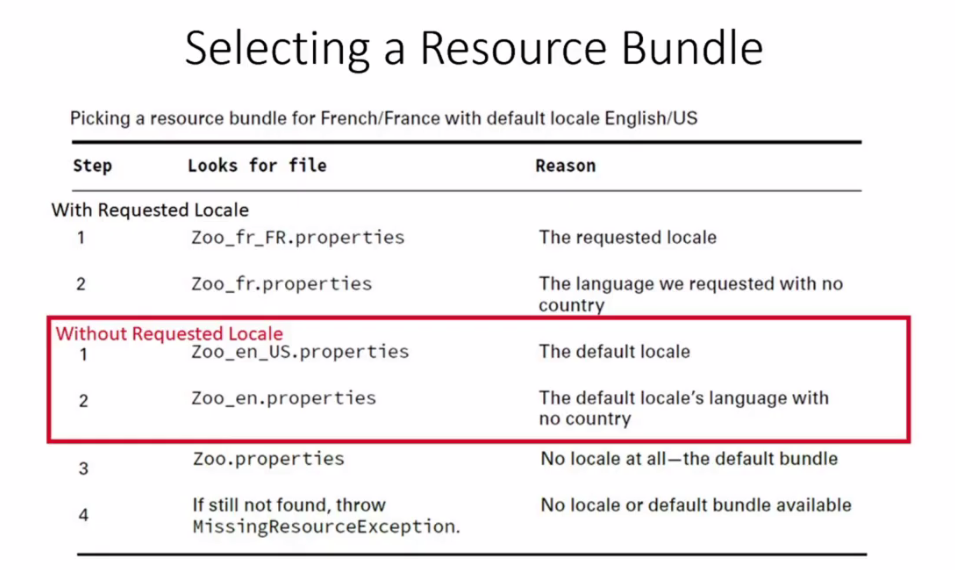 Selecting a Resource Bundle
Picking a resource bundle for French/France with default locale English/US
Step Looks for file Reason
With Requested Locale
1 Zoo_fr_FR.properties The requested locale
2 Zoo_fr.properties The language we requested with no
country
Without Requested Locale
1 Zoo_en_US.properties The default locale
2 Zoo_en.properties The default locale’s language with
no country
3 Zoo.properties No locale at all—the default bundle
4 If still not found, throw No locale or default bundle available
MissingResourceException.